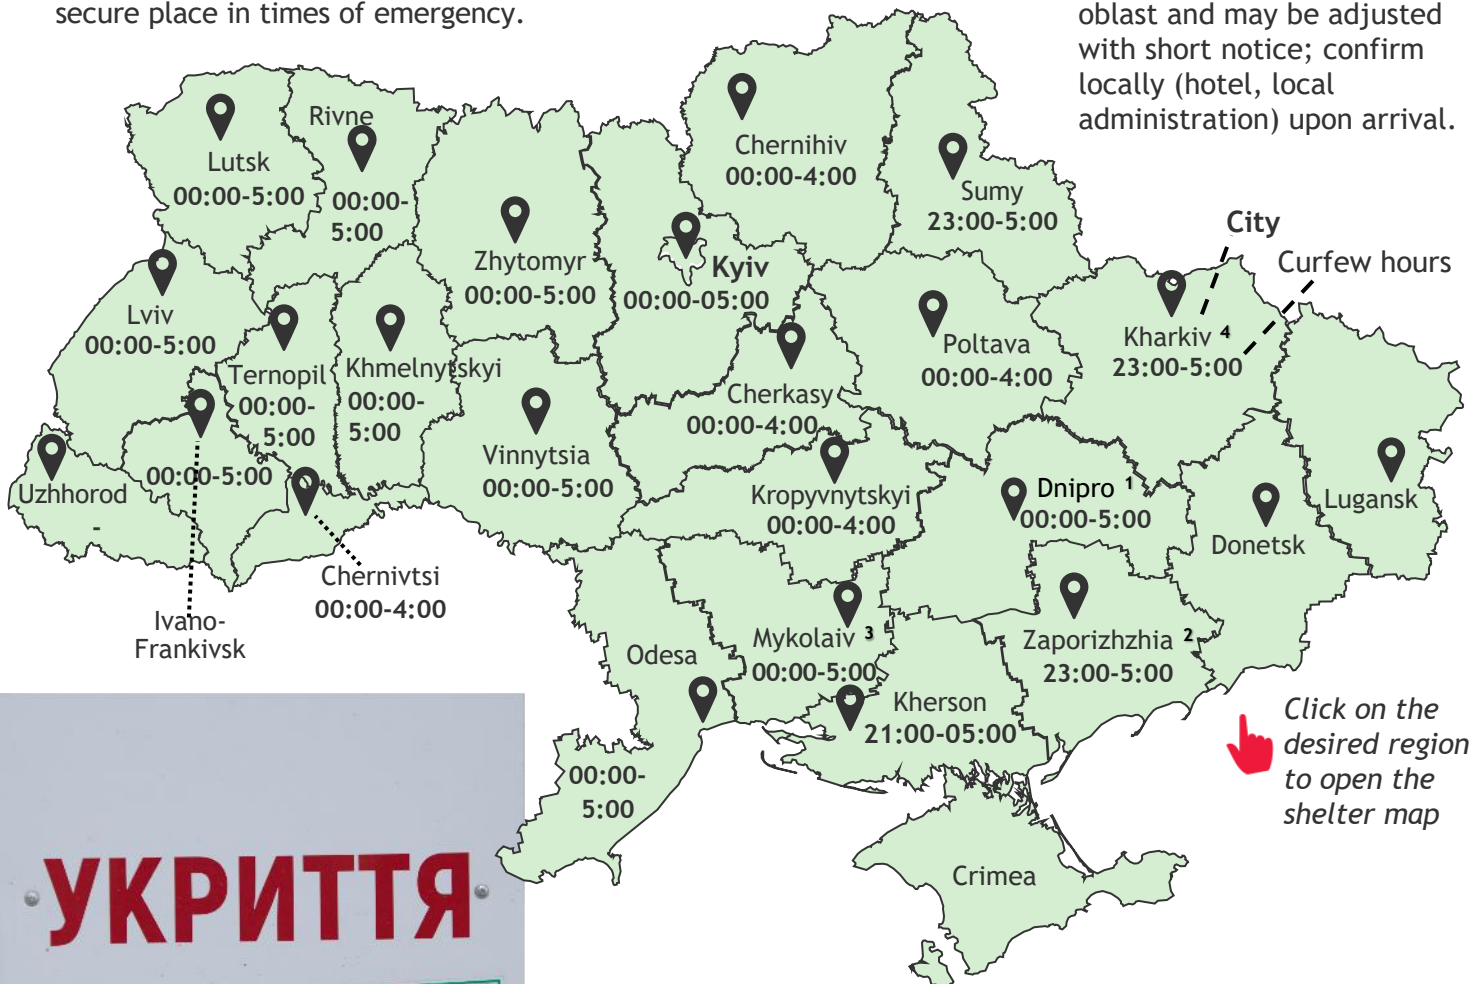 secure place in times of emergency.
oblast and may be adjusted
with short notice; confirm
locally (hotel, local
administration) upon arrival.
Rivne
00:00-
5:00
Lutsk
00:00-5:00
Chernihiv
00:00-4:00
Sumy
23:00-5:00
City
Curfew hours
Zhytomyr
00:00-5:00
Kyiv
00:00-05:00
Lviv
00:00-5:00
Poltava
00:00-4:00
Kharkiv 4
23:00-5:00
Ternopil
00:00-
5:00
Khmelnytskyi
00:00-
5:00
Cherkasy
00:00-4:00
Vinnytsia
00:00-5:00
00:00-5:00
Uzhhorod
-
Kropyvnytskyi
00:00-4:00
Dnipro 1
00:00-5:00
Lugansk
Donetsk
Chernivtsi
00:00-4:00
Ivano-
Frankivsk
Mykolaiv 3
00:00-5:00
Zaporizhzhia 2
23:00-5:00
Odesa
00:00-
5:00
Kherson
21:00-05:00
Click on the
desired region
to open the
shelter map
Crimea
УКРИТТЯ